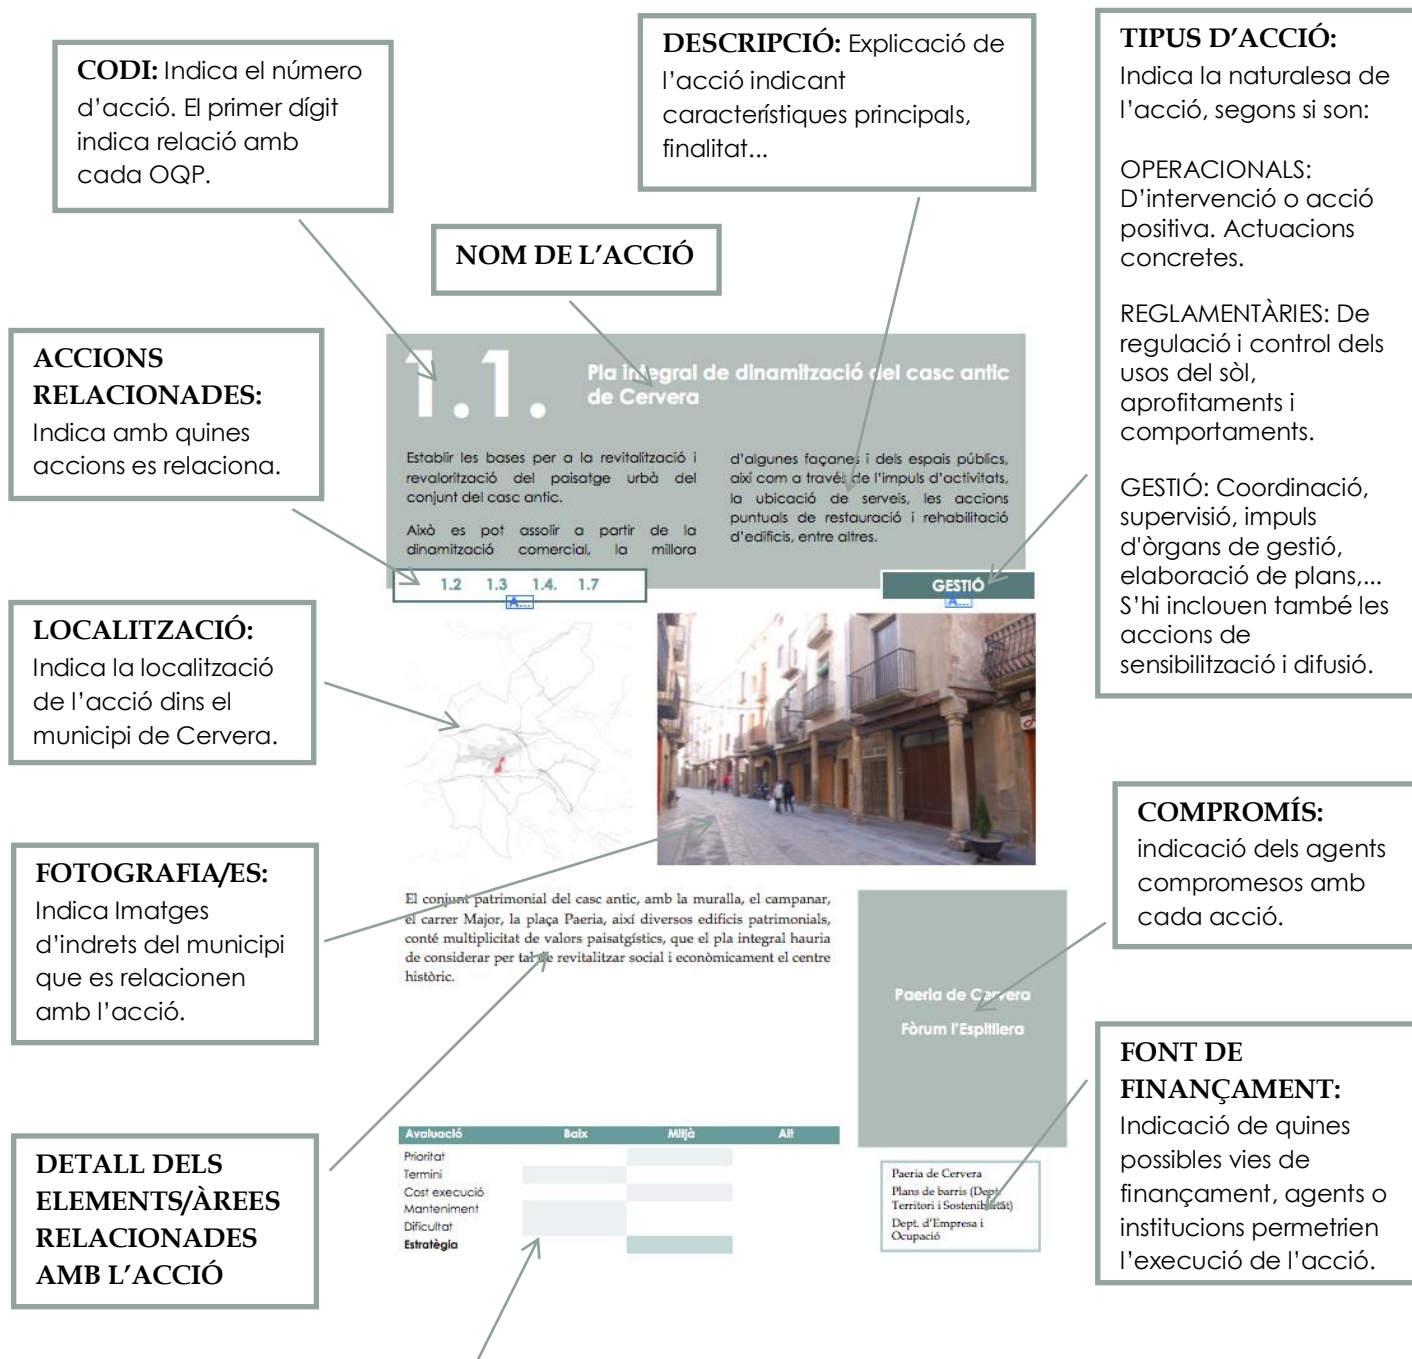 CODI: Indica el número
d'acció. El primer dígit
indica relació amb
cada OQP.
DESCRIPCIÓ: Explicació de
l'acció indicant
característiques principals,
finalitat...
TIPUS D'ACCIÓ:
Indica la naturalesa de
l'acció, segons si son:
OPERACIONALS:
D'intervenció o acció
positiva. Actuacions
concretes.
REGLAMENTÀRIES: De
regulació i control dels
usos del sòl,
aprofitaments i
comportaments.
GESTIÓ: Coordinació,
supervisió, impuls
d'òrgans de gestió,
elaboració de plans,...
S'hi inclouen també les
accions de
sensibilització i difusió.
NOM DE L'ACCIÓ
ACCIONS
RELACIONADES:
Indica amb quines
accions es relaciona.
1.1.
Pla integral de dinamització del casc antic
de Cervera
Establir les bases per a la revitalització i
revalorització del paisatge urbà del
conjunt del casc antic.
Això es pot assolir a partir de la
dinamització comercial, la millora
d'algunes façanes i dels espais públics,
així com a través de l'impuls d'activitats,
la ubicació de serveis, les accions
puntuals de restauració i rehabilitació
d'edificis, entre altres.
1.2 1.3 1.4. 1.7
A...
GESTIÓ
A...
LOCALITZACIÓ:
Indica la localització
de l'acció dins el
municipi de Cervera.
FOTOGRAFIA/ES:
Indica Imatges
d'indrets del municipi
que es relacionen
amb l'acció.
COMPROMÍS:
indicació dels agents
compromesos amb
cada acció.
El conjunt patrimonial del casc antic, amb la muralla, el campanar,
el carrer Major, la plaça Paeria, així diversos edificis patrimonials,
conté multiplicitat de valors paisatgístics, que el pla integral hauria
de considerar per tal de revitalitzar social i econòmicament el centre
històric.
Paeria de Cervera
Fòrum l'Espitllera
FONT DE
FINANÇAMENT:
Indicació de quines
possibles vies de
finançament, agents o
institucions permetrien
l'execució de l'acció.
DETALL DELS
ELEMENTS/ÀREES
RELACIONADES
AMB L'ACCIÓ
Avaluació Baix Mitjà Alt
Prioritat
Termini
Cost execució
Manteniment
Dificultat
Estratègia
Paeria de Cervera
Plans de barris (Dept.
Territori i Sostenibilitat)
Dept. d'Empresa i
Ocupació